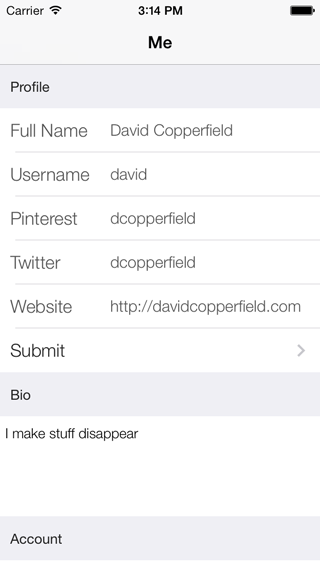 Carrier 3:14 PM
Me
Profile
Full Name David Copperfield
Username david
Pinterest dcopperfield
Twitter dcopperfield
Website http://davidcopperfield.com
Submit
Bio
I make stuff disappear
Account